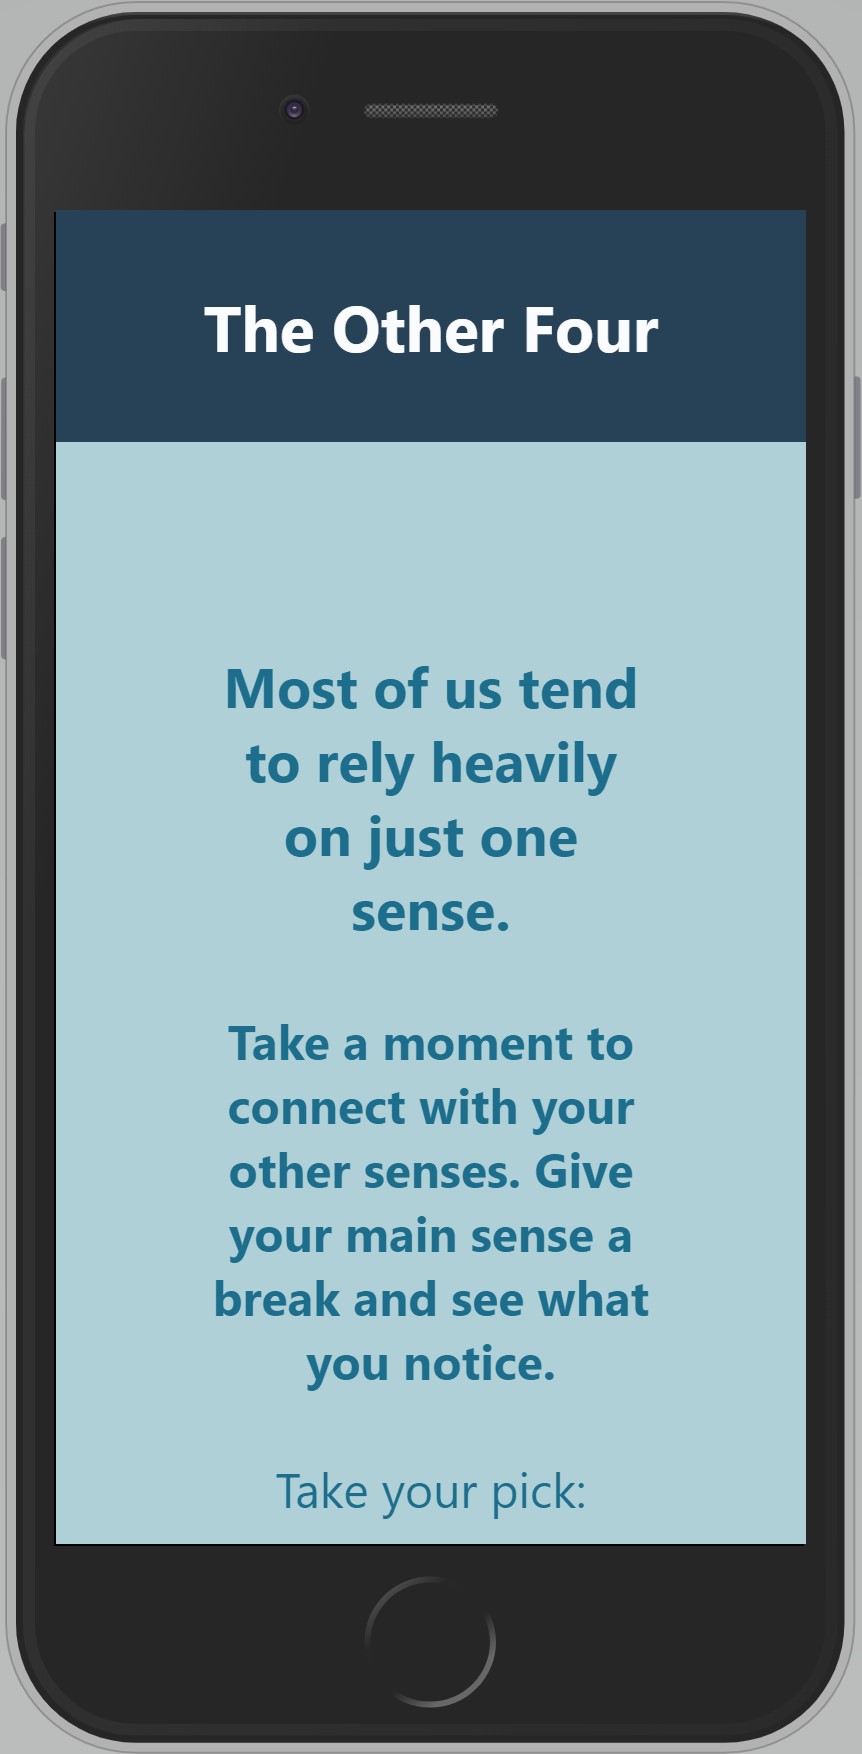 The Other Four
Most of us tend
to rely heavily
on just one
sense.
Take a moment to
connect with your
other senses. Give
your main sense a
break and see what
you notice.
Take your pick: